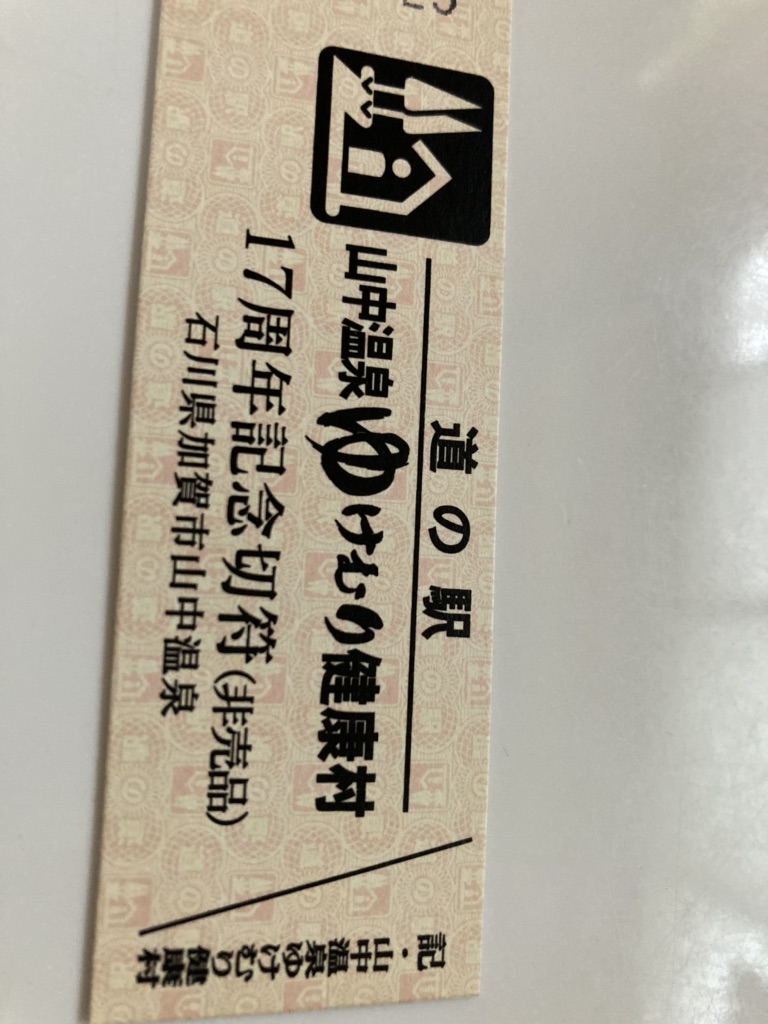 道の駅
山中温泉ゆけむり健康村
17周年記念切符(非売品)
石川県加賀市山中温泉
記・山中温泉ゆけむり健康村